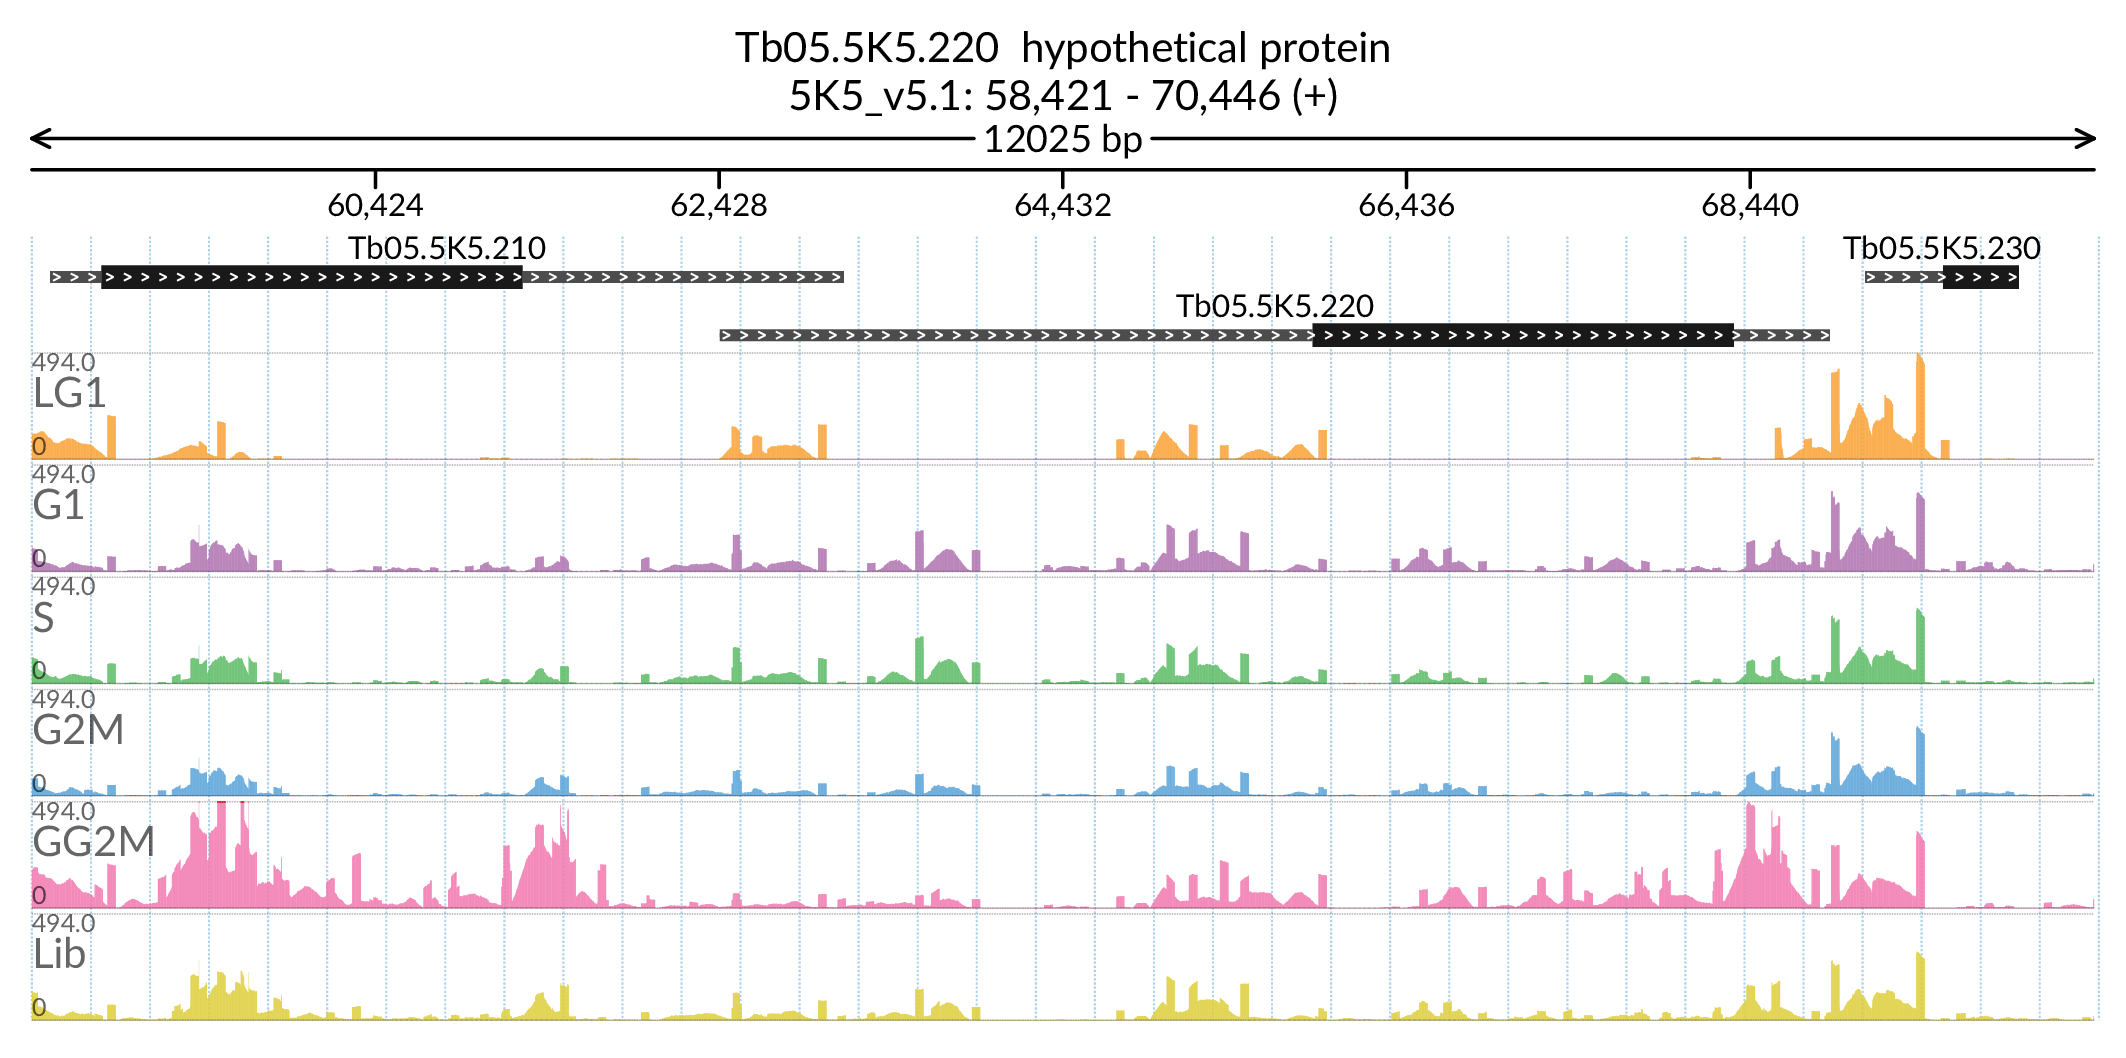 Tb05.5K5.220 hypothetical protein
5K5_v5.1: 58,421 - 70,446 (+)
12025 bp
60,424 62,428 64,432 66,436 68,440
Tb05.5K5.210 Tb05.5K5.230
Tb05.5K5.220
494.0
LG1
0
494.0
G1
0
494.0
S
0
494.0
G2M
0
494.0
GG2M
0
494.0
Lib
0